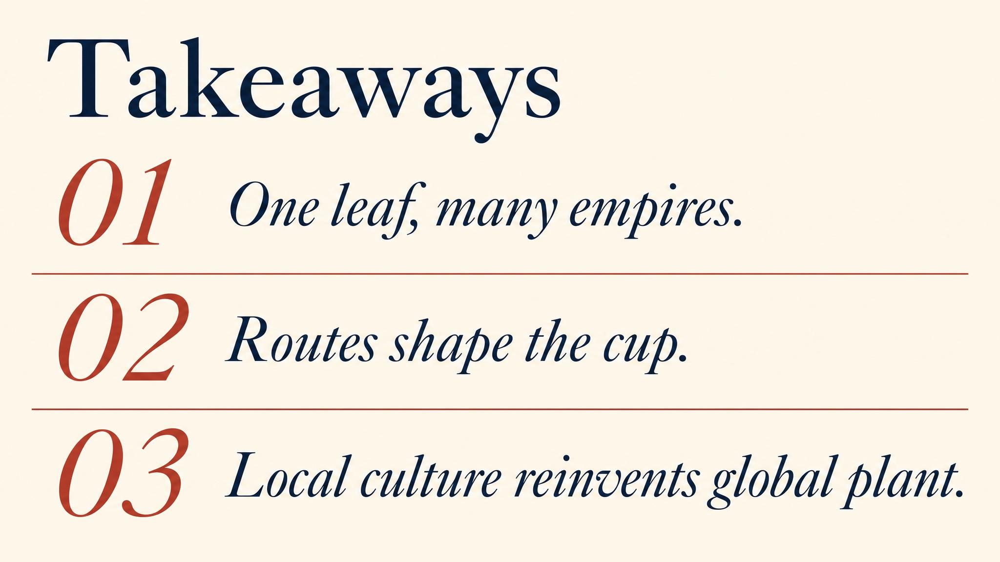 Takeaways
01 One leaf, many empires.
02 Routes shape the cup.
03 Local culture reinvents global plant.